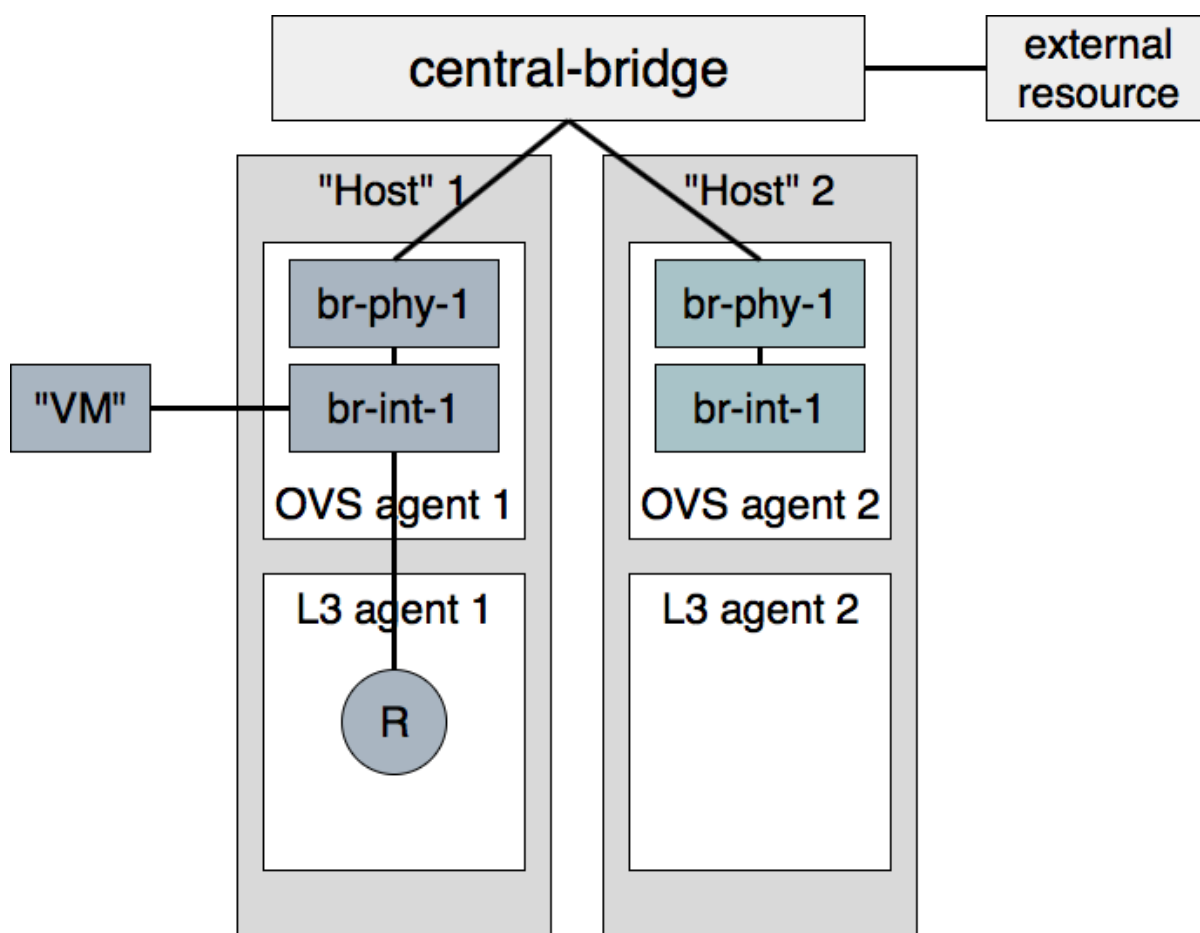 central-bridge
external
resource
"Host" 1
"Host" 2
br-phy-1
br-phy-1
"VM"
br-int-1
br-int-1
OVS agent 1
OVS agent 2
L3 agent 1
L3 agent 2
R